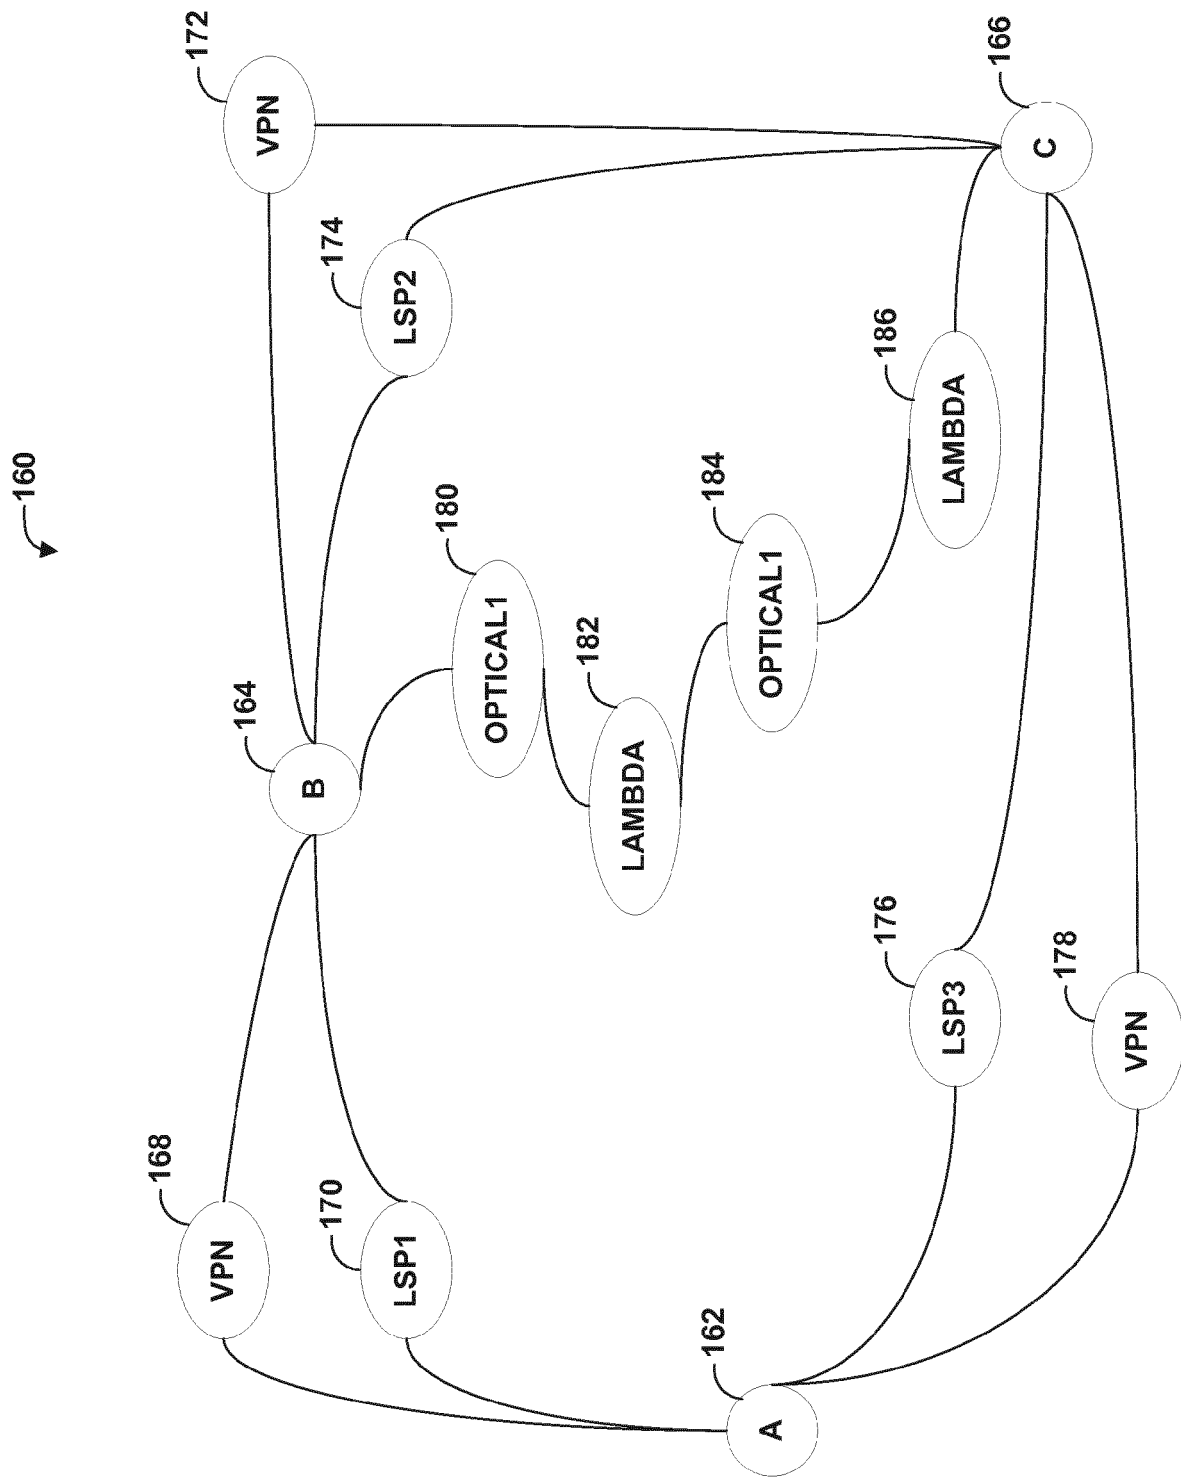 160
172
VPN
168
VPN
164
B
174
LSP2
170
LSP1
180
OPTICAL1
182
LAMBDA
184
OPTICAL1
186
LAMBDA
166
C
162
A
176
LSP3
178
VPN